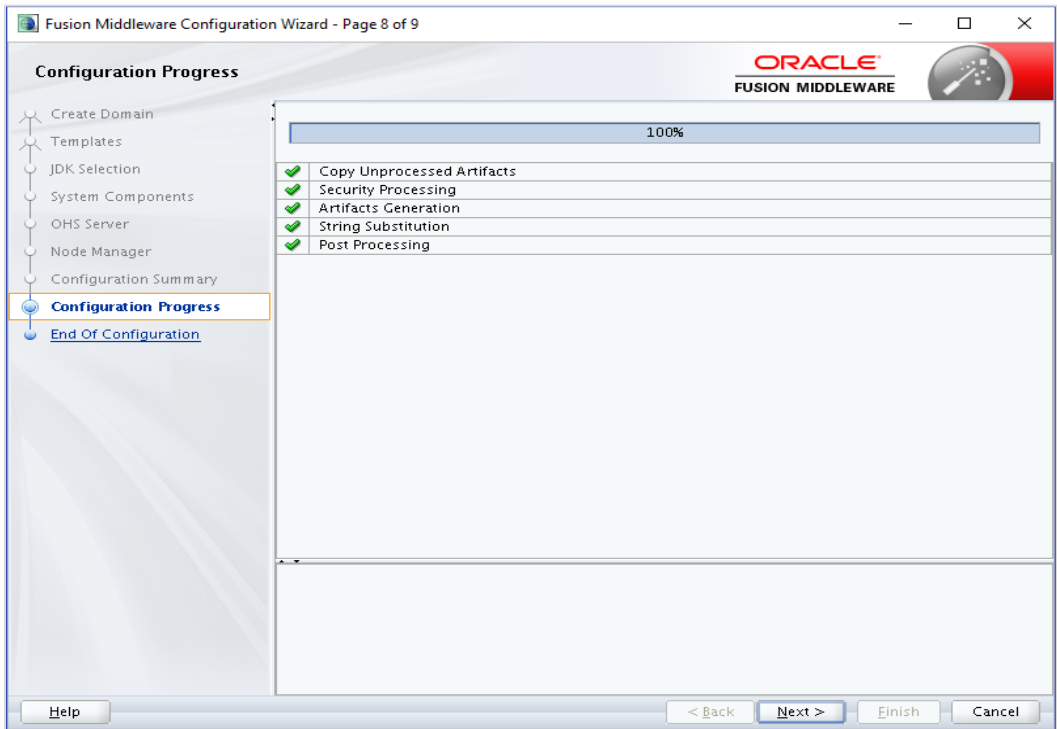 Fusion Middleware Configuration Wizard - Page 8 of 9
Configuration Progress
ORACLE
FUSION MIDDLEWARE
Create Domain
Templates
JDK Selection
System Components
OHS Server
Node Manager
Configuration Summary
Configuration Progress
End Of Configuration
100%
Copy Unprocessed Artifacts
Security Processing
Artifacts Generation
String Substitution
Post Processing
Help
< Back
Next >
Finish
Cancel